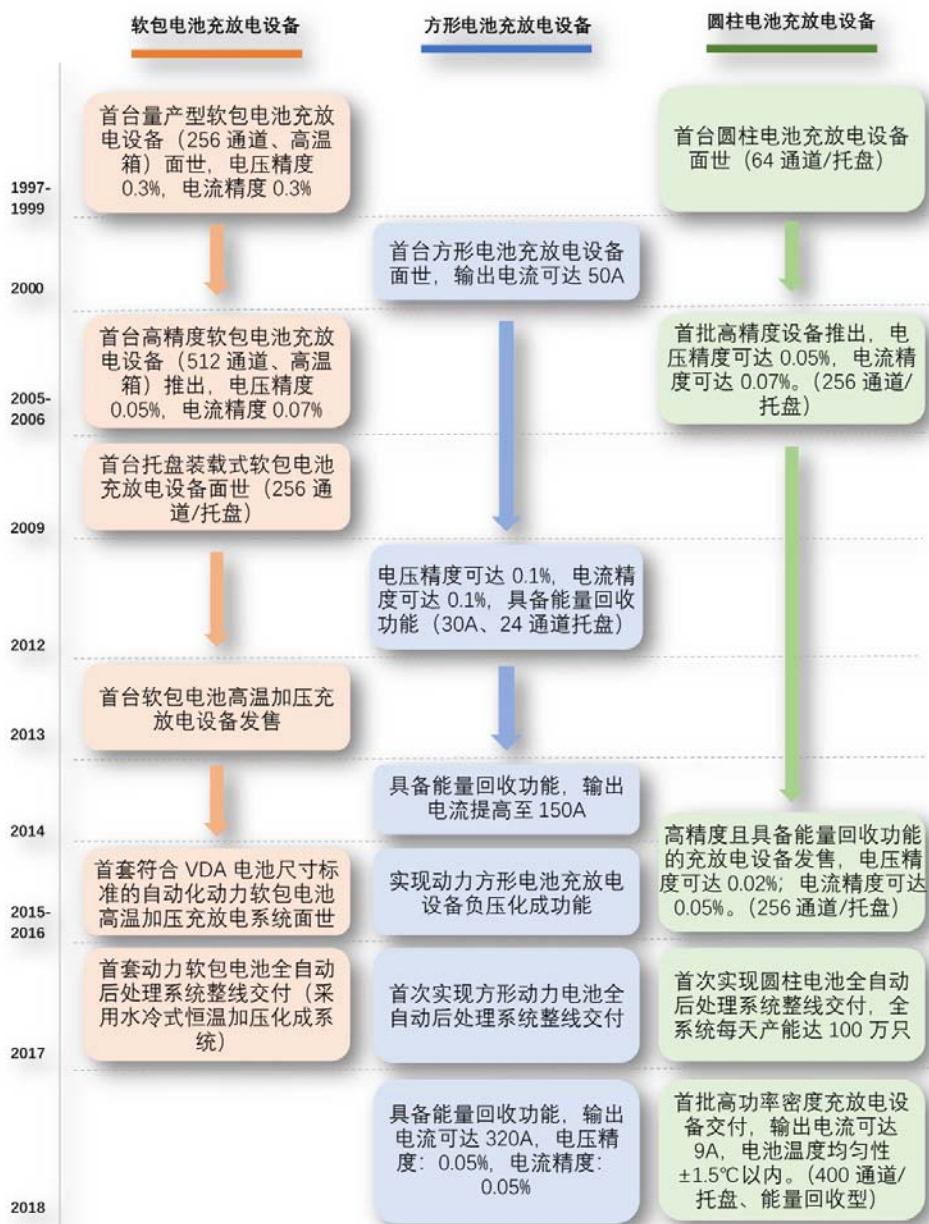 软包电池充放电设备
方形电池充放电设备
圆柱电池充放电设备
首台量产型软包电池充放
电设备（256 通道、高温
箱）面世，电压精度
0.3%，电流精度 0.3%
首台圆柱电池充放电设备
面世（64 通道/托盘）
1997-
1999
首台方形电池充放电设备
面世，输出电流可达 50A
2000
首台高精度软包电池充放
电设备（512 通道、高温
箱）推出，电压精度
0.05%，电流精度 0.07%
首批高精度设备推出，电
压精度可达 0.05%，电流精
度可达 0.07%。（256 通道/
托盘）
2005-
2006
首台托盘装载式软包电池
充放电设备面世（256 通
道/托盘）
2009
电压精度可达 0.1%，电流精
度可达 0.1%，具备能量回收
功能（30A、24 通道托盘）
2012
首台软包电池高温加压充
放电设备发售
2013
具备能量回收功能，输出
电流提高至 150A
2014
首套符合 VDA 电池尺寸标
准的自动化动力软包电池
高温加压充放电系统面世
实现动力方形电池充放电
设备负压化成功能
高精度且具备能量回收功能
的充放电设备发售，电压精
度可达 0.02%；电流精度可达
0.05%。（256 通道/托盘）
2015-
2016
首套动力软包电池全自动
后处理系统整线交付（采
用水冷式恒温加压化成系
统）
首次实现方形动力电池全
自动后处理系统整线交付
首次实现圆柱电池全自动
后处理系统整线交付，全
系统每天产能达 100 万只
2017
具备能量回收功能，输出
电流可达 320A，电压精
度：0.05%，电流精度：
0.05%
首批高功率密度充放电设
备交付，输出电流可达
9A，电池温度均匀性
±1.5℃以内。（400 通道/
托盘、能量回收型）
2018